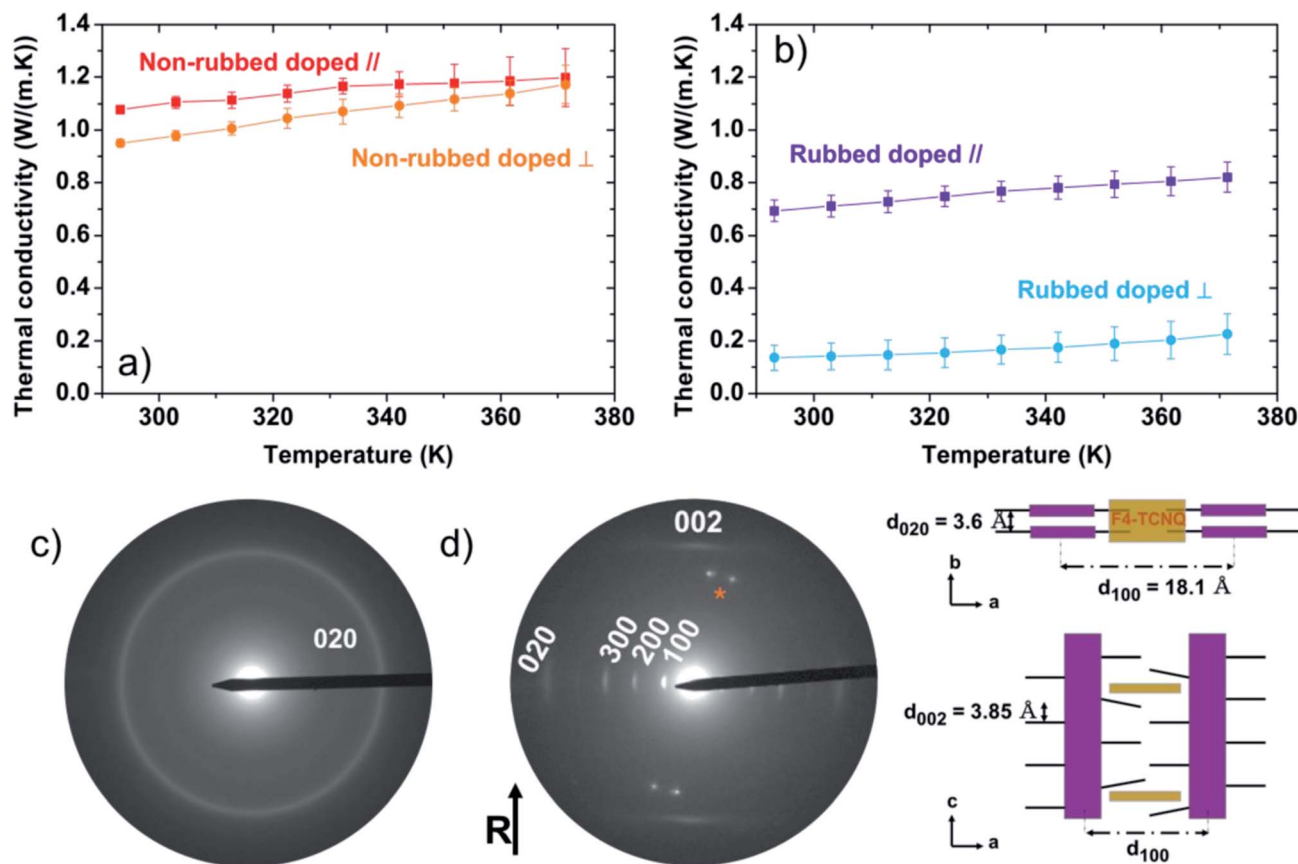 1.4
1.2
1.0
0.8
0.6
0.4
0.2
0.0
Thermal conductivity (W/(m.K))
Non-rubbed doped //
Non-rubbed doped ⊥
a)
300 320 340 360 380
Temperature (K)
1.4
1.2
1.0
0.8
0.6
0.4
0.2
0.0
Thermal conductivity (W/(m.K))
b)
Rubbed doped //
Rubbed doped ⊥
300 320 340 360 380
Temperature (K)
c)
020
d)
002
*
020
300
200
100
R
d020 = 3.6 Å
F4-TCNQ
b
a
d100 = 18.1 Å
d002 = 3.85 Å
c
a
d100